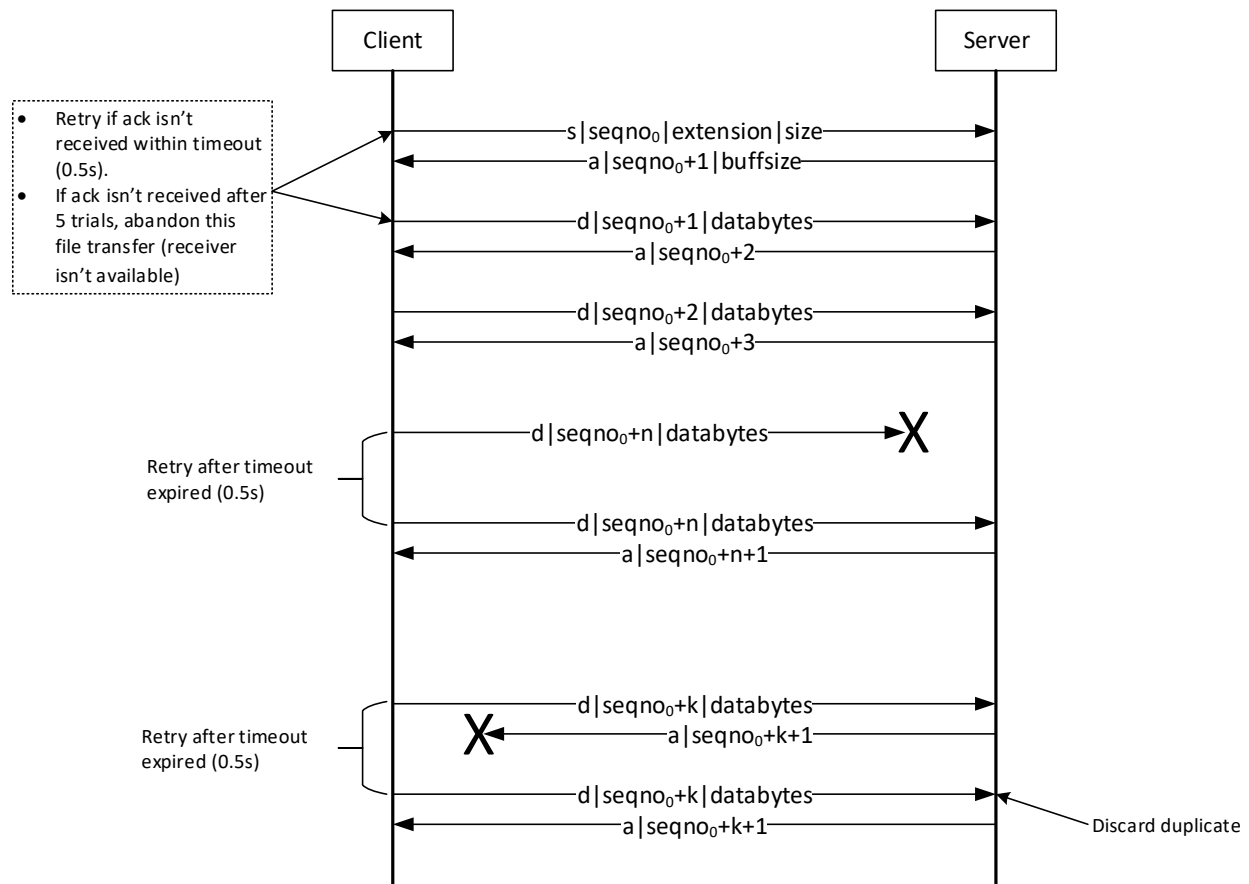 Client
Server
• Retry if ack isn’t
received within timeout
(0.5s).
• If ack isn’t received after
5 trials, abandon this
file transfer (receiver
isn’t available)
s|seqno₀|extension|size
a|seqno₀+1|buffsize
d|seqno₀+1|databytes
a|seqno₀+2
d|seqno₀+2|databytes
a|seqno₀+3
d|seqno₀+n|databytes
X
Retry after timeout
expired (0.5s)
d|seqno₀+n|databytes
a|seqno₀+n+1
d|seqno₀+k|databytes
X
a|seqno₀+k+1
Retry after timeout
expired (0.5s)
d|seqno₀+k|databytes
a|seqno₀+k+1
Discard duplicate